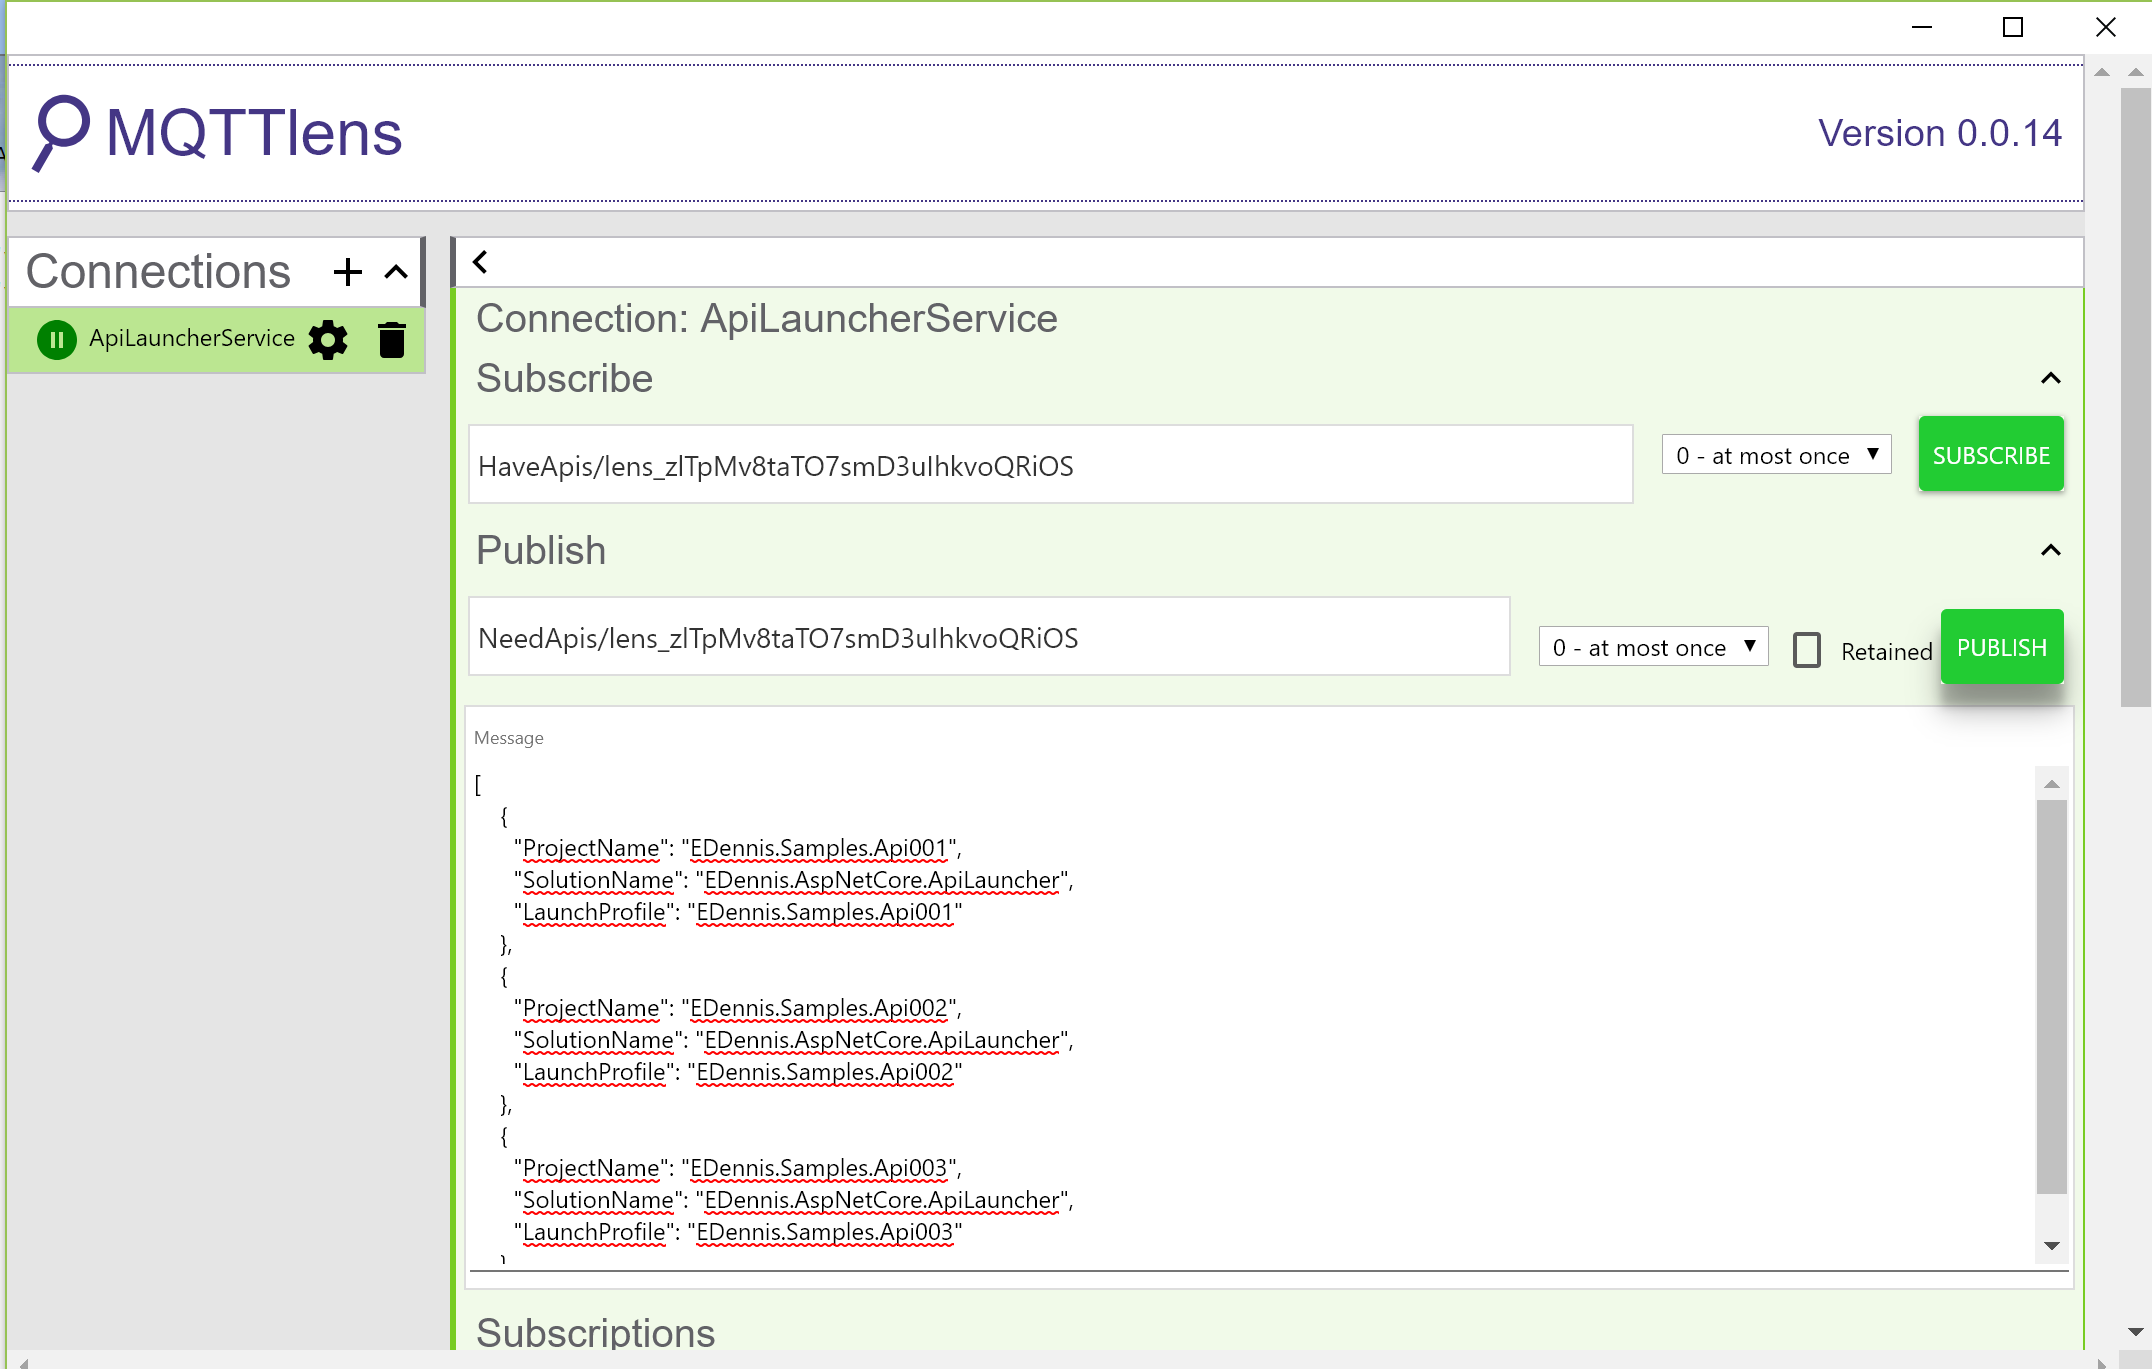 MQTTlens
Version 0.0.14
Connections
ApiLauncherService
Connection: ApiLauncherService
Subscribe
HaveApis/lens_zlTpMv8taTO7smD3uIhkvoQRiOS
0 - at most once
SUBSCRIBE
Publish
NeedApis/lens_zlTpMv8taTO7smD3uIhkvoQRiOS
0 - at most once
Retained
PUBLISH
Message
[
{
"ProjectName": "EDennis.Samples.Api001",
"SolutionName": "EDennis.AspNetCore.ApiLauncher",
"LaunchProfile": "EDennis.Samples.Api001"
},
{
"ProjectName": "EDennis.Samples.Api002",
"SolutionName": "EDennis.AspNetCore.ApiLauncher",
"LaunchProfile": "EDennis.Samples.Api002"
},
{
"ProjectName": "EDennis.Samples.Api003",
"SolutionName": "EDennis.AspNetCore.ApiLauncher",
"LaunchProfile": "EDennis.Samples.Api003"
}
Subscriptions